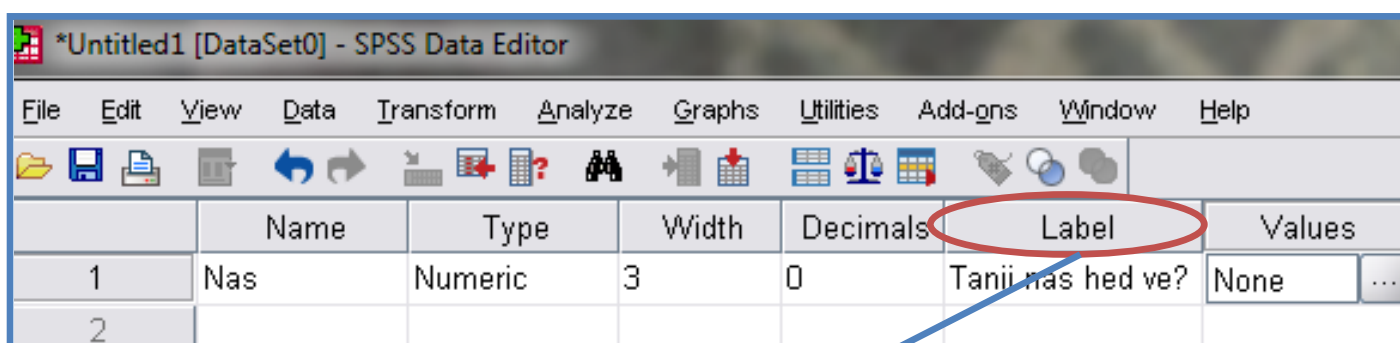 *Untitled1 [DataSet0] - SPSS Data Editor
File Edit View Data Transform Analyze Graphs Utilities Add-ons Window Help
Name Type Width Decimals Label Values
1 Nas Numeric 3 0 Tanii nas hed ve? None ...
2